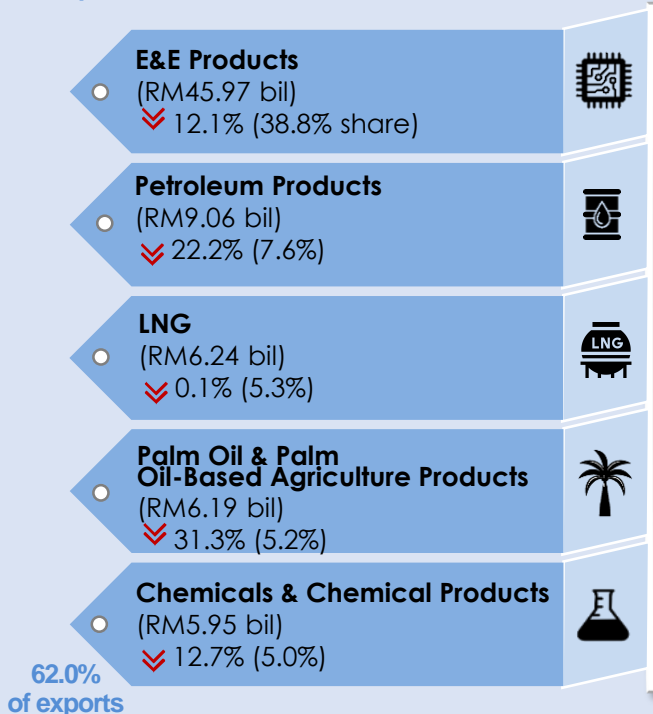 E&E Products
(RM45.97 bil)
12.1% (38.8% share)
Petroleum Products
(RM9.06 bil)
22.2% (7.6%)
LNG
(RM6.24 bil)
0.1% (5.3%)
LNG
Palm Oil & Palm
Oil-Based Agriculture Products
(RM6.19 bil)
31.3% (5.2%)
Chemicals & Chemical Products
(RM5.95 bil)
12.7% (5.0%)
62.0%
of exports